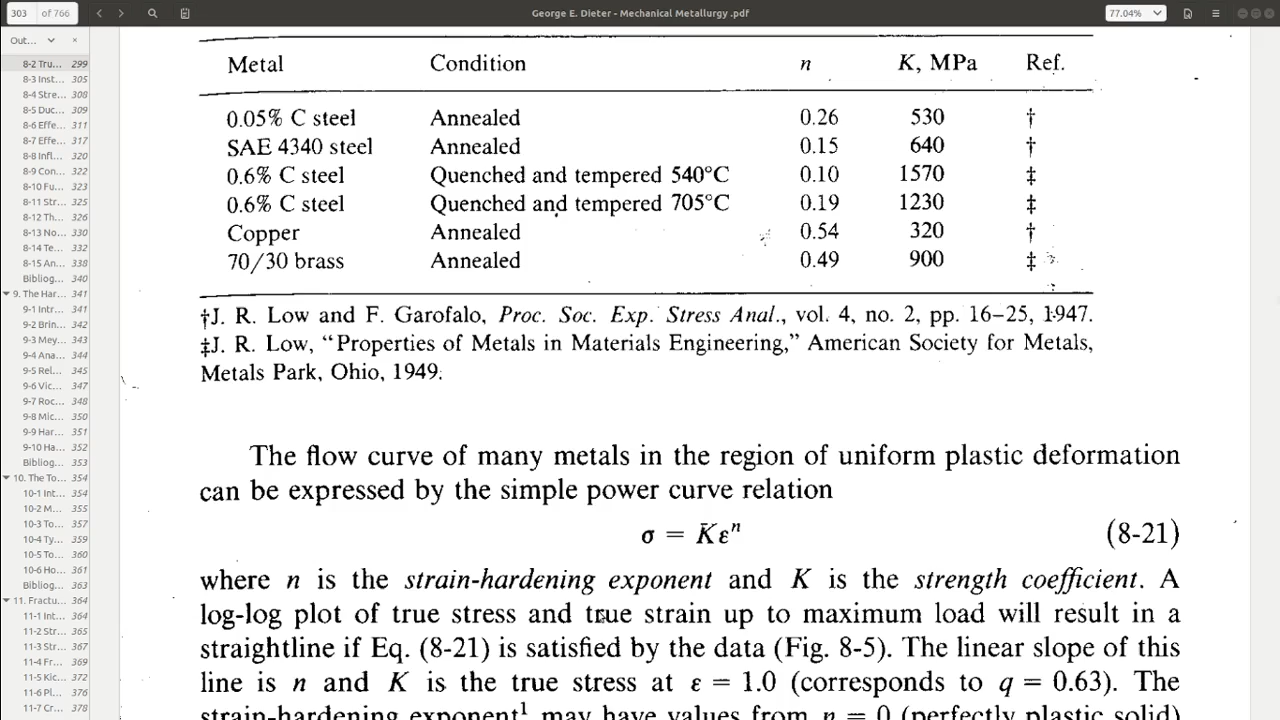 303 of 766
George E. Dieter - Mechanical Metallurgy .pdf
77.04%
Out...
8-2 Tru... 299
8-3 Inst... 305
8-4 Stre... 308
8-5 Duc... 309
8-6 Effe... 311
8-7 Effe... 317
8-8 Infl... 320
8-9 Con... 322
8-10 Fu... 323
8-11 Str... 325
8-12 Th... 326
8-13 No... 330
8-14 Te... 332
8-15 An... 338
Bibliog... 340
9. The Har... 341
9-1 Intr... 341
9-2 Brin... 342
9-3 Mey... 343
9-4 Ana... 344
9-5 Rel... 345
9-6 Vic... 347
9-7 Roc... 348
9-8 Mic... 350
9-9 Har... 351
9-10 Ha... 352
Bibliog... 353
10. The To... 354
10-1 Int... 354
10-2 M... 355
10-3 To... 357
10-4 Ty... 359
10-5 To... 360
10-6 Ho... 361
Bibliog... 363
11. Fractu... 364
11-1 Int... 364
11-2 Str... 365
11-3 Str... 367
11-4 Fr... 369
11-5 Kic... 372
11-6 Pl... 376
11-7 Cr... 378
Metal Condition n K, MPa Ref.
0.05% C steel Annealed 0.26 530 †
SAE 4340 steel Annealed 0.15 640 †
0.6% C steel Quenched and tempered 540°C 0.10 1570 ‡
0.6% C steel Quenched and tempered 705°C 0.19 1230 ‡
Copper Annealed 0.54 320 †
70/30 brass Annealed 0.49 900 ‡
†J. R. Low and F. Garofalo, Proc. Soc. Exp. Stress Anal., vol. 4, no. 2, pp. 16–25, 1947.
‡J. R. Low, “Properties of Metals in Materials Engineering,” American Society for Metals,
Metals Park, Ohio, 1949.
The flow curve of many metals in the region of uniform plastic deformation
can be expressed by the simple power curve relation
σ = Kεⁿ (8-21)
where n is the strain-hardening exponent and K is the strength coefficient. A
log-log plot of true stress and true strain up to maximum load will result in a
straightline if Eq. (8-21) is satisfied by the data (Fig. 8-5). The linear slope of this
line is n and K is the true stress at ε = 1.0 (corresponds to q = 0.63). The
strain-hardening exponent¹ may have values from n = 0 (perfectly plastic solid)